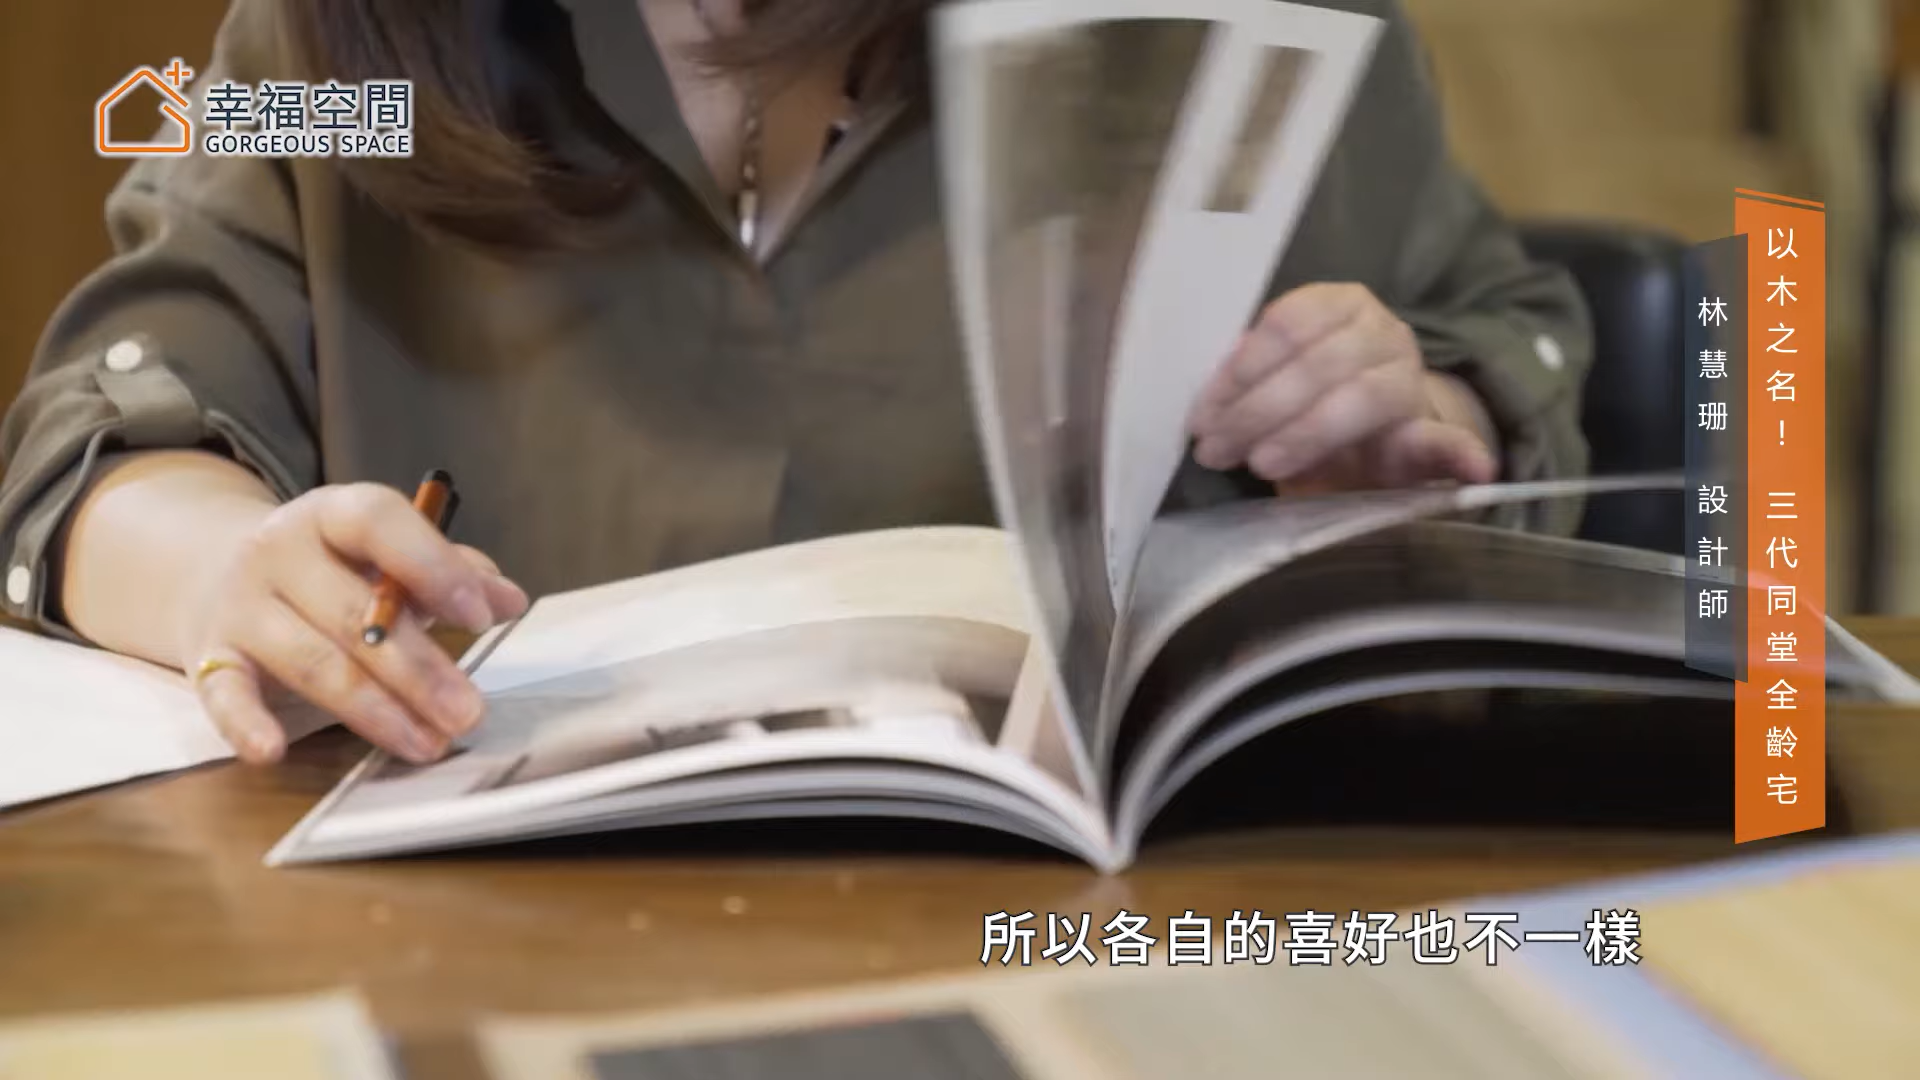 幸福空間
GORGEOUS SPACE
以木之名！ 三代同堂全齡宅
林慧珊 設計師
所以各自的喜好也不一樣